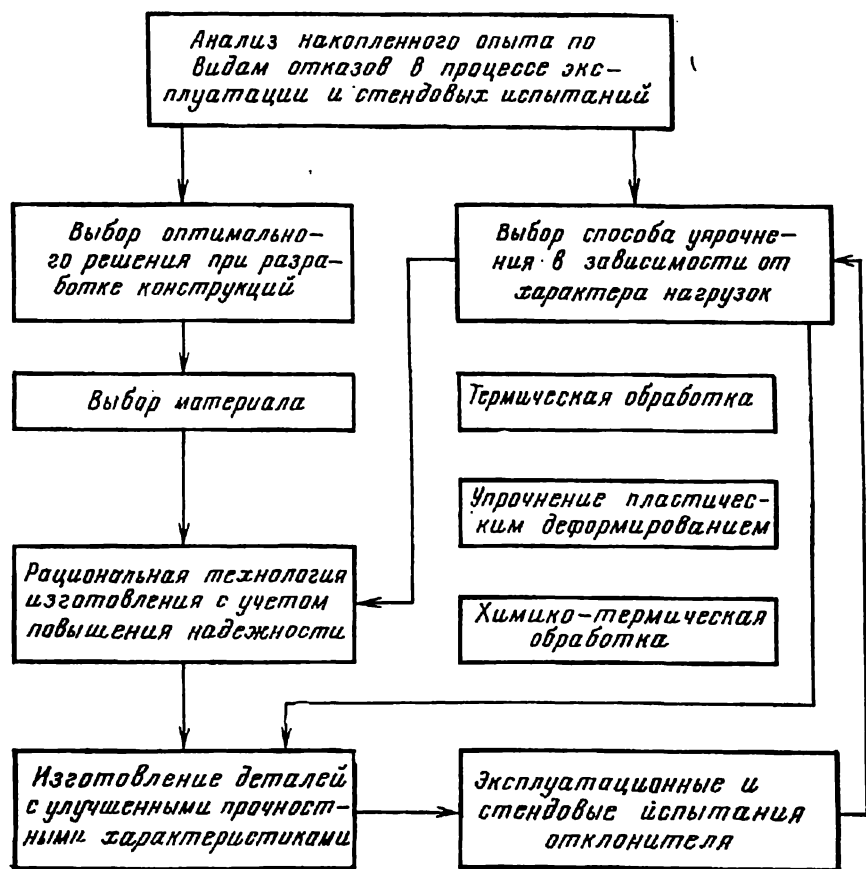 Анализ накопленного опыта по
видам отказов в процессе экс-
плуатации и стендовых испытаний
Выбор оптимально-
го решения при разра-
ботке конструкций
Выбор способа уярочне-
ния в зависимости от
характера нагрузок
Выбор материала
Термическая обработка
Упрочнение пластичес-
ким деформированием
Рациональная технология
изготовления с учетом
повышения надежности
Химико-термическая
обработка
Изготовление деталей
с улучшенными прочност-
ными характеристиками
Эксплуатационные и
стендовые испытания
отклонителя